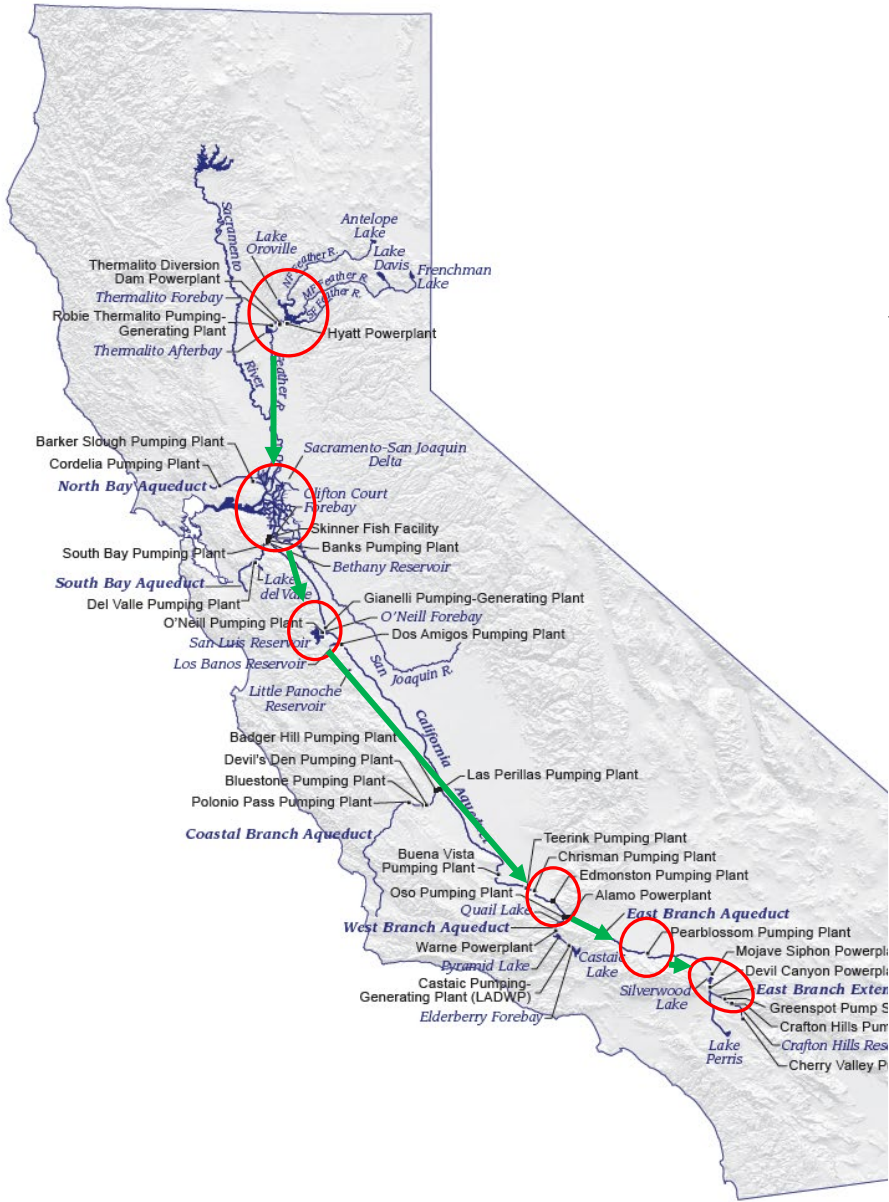 Antelope
Lake
Lake
Oroville
Sacramento
NF Feather R.
Lake
Davis
Frenchman
Lake
MF Feather R.
SF Feather R.
Thermalito Diversion
Dam Powerplant
Thermalito Forebay
Robie Thermalito Pumping-
Generating Plant
Hyatt Powerplant
Thermalito Afterbay
River
Feather R.
Barker Slough Pumping Plant
Sacramento-San Joaquin
Delta
Cordelia Pumping Plant
North Bay Aqueduct
Clifton Court
Forebay
Skinner Fish Facility
South Bay Pumping Plant
Banks Pumping Plant
Bethany Reservoir
South Bay Aqueduct
Lake
del Valle
Del Valle Pumping Plant
Gianelli Pumping-Generating Plant
O'Neill Pumping Plant
O'Neill Forebay
San Luis Reservoir
Dos Amigos Pumping Plant
Los Banos Reservoir
San Joaquin R.
Little Panoche
Reservoir
California
Aqueduct
Badger Hill Pumping Plant
Devil's Den Pumping Plant
Las Perillas Pumping Plant
Bluestone Pumping Plant
Polonio Pass Pumping Plant
Coastal Branch Aqueduct
Teerink Pumping Plant
Buena Vista
Pumping Plant
Chrisman Pumping Plant
Edmonston Pumping Plant
Oso Pumping Plant
Alamo Powerplant
Quail Lake
East Branch Aqueduct
West Branch Aqueduct
Pearblossom Pumping Plant
Warne Powerplant
Mojave Siphon Powerpla
Pyramid Lake
Castaic
Lake
Devil Canyon Powerpla
Castaic Pumping-
Generating Plant (LADWP)
Silverwood
Lake
East Branch Exten
Greenspot Pump S
Elderberry Forebay
Crafton Hills Pum
Crafton Hills Rese
Lake
Perris
Cherry Valley P